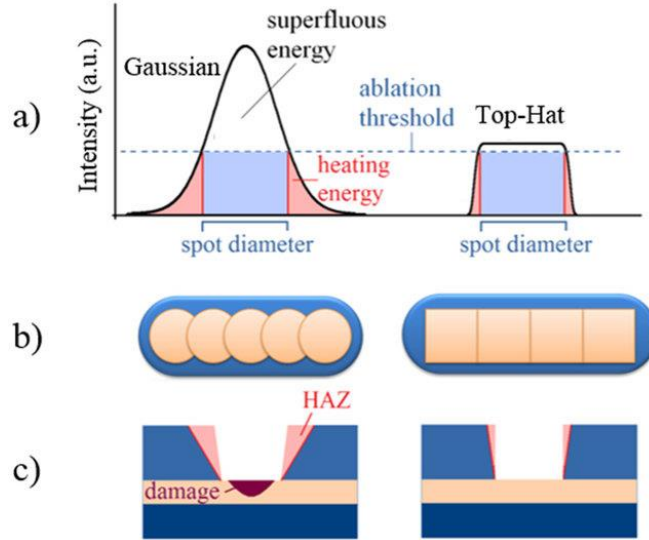 a)
Intensity (a.u.)
Gaussian
superfluous
energy
ablation
threshold
Top-Hat
heating
energy
spot diameter
spot diameter
b)
c)
HAZ
damage